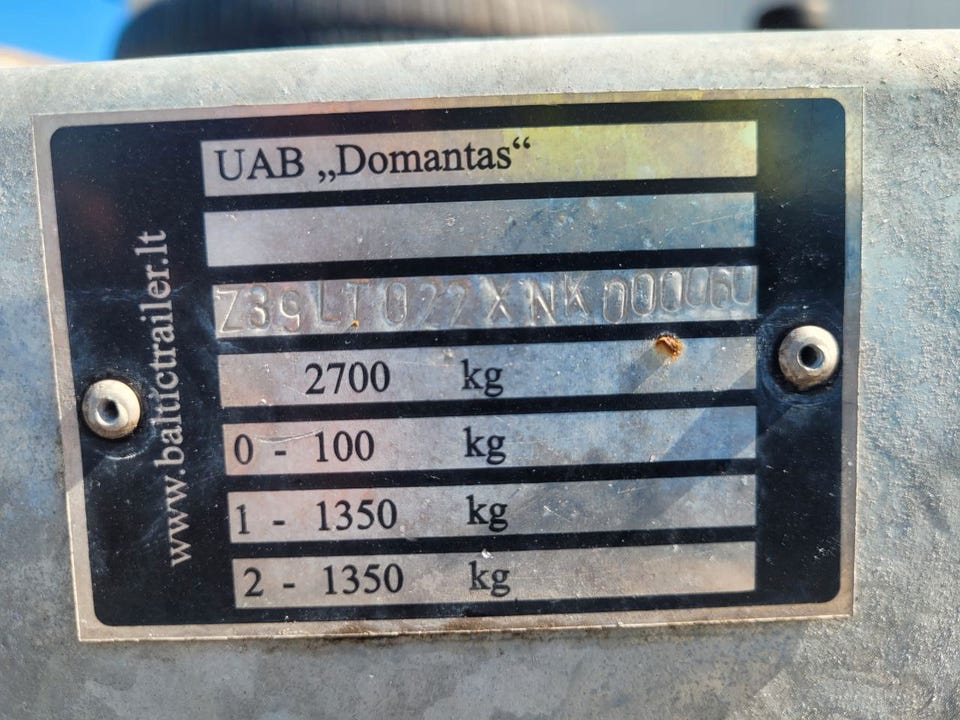 UAB „Domantas“
Z39LT022XNK000060
2700 kg
0 - 100 kg
1 - 1350 kg
2 - 1350 kg
www.baltictrailer.lt